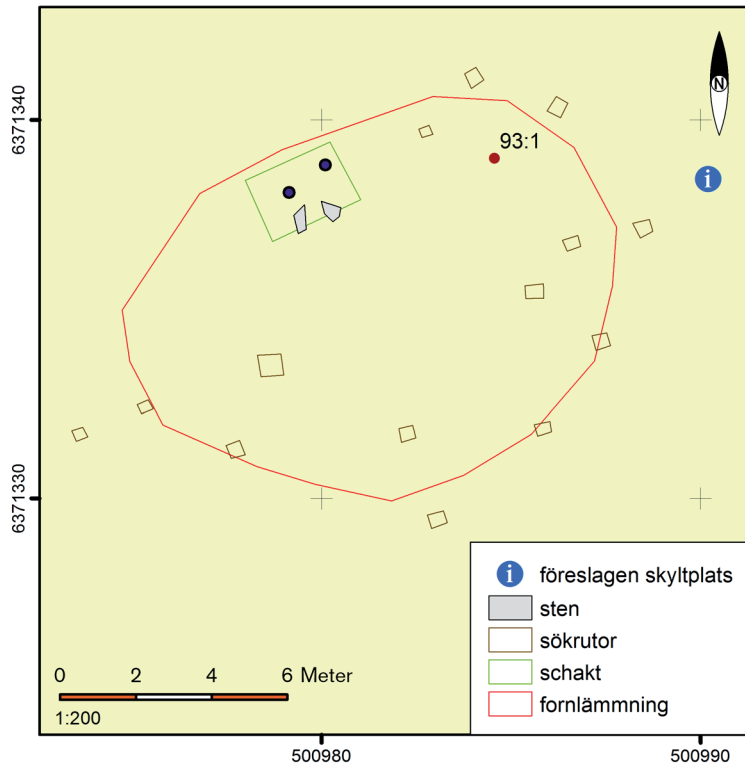 6371340
N
93:1
i
6371330
i föreslagen skyltplats
sten
sökrutor
schakt
fornlämmning
0 2 4 6 Meter
1:200
500980 500990